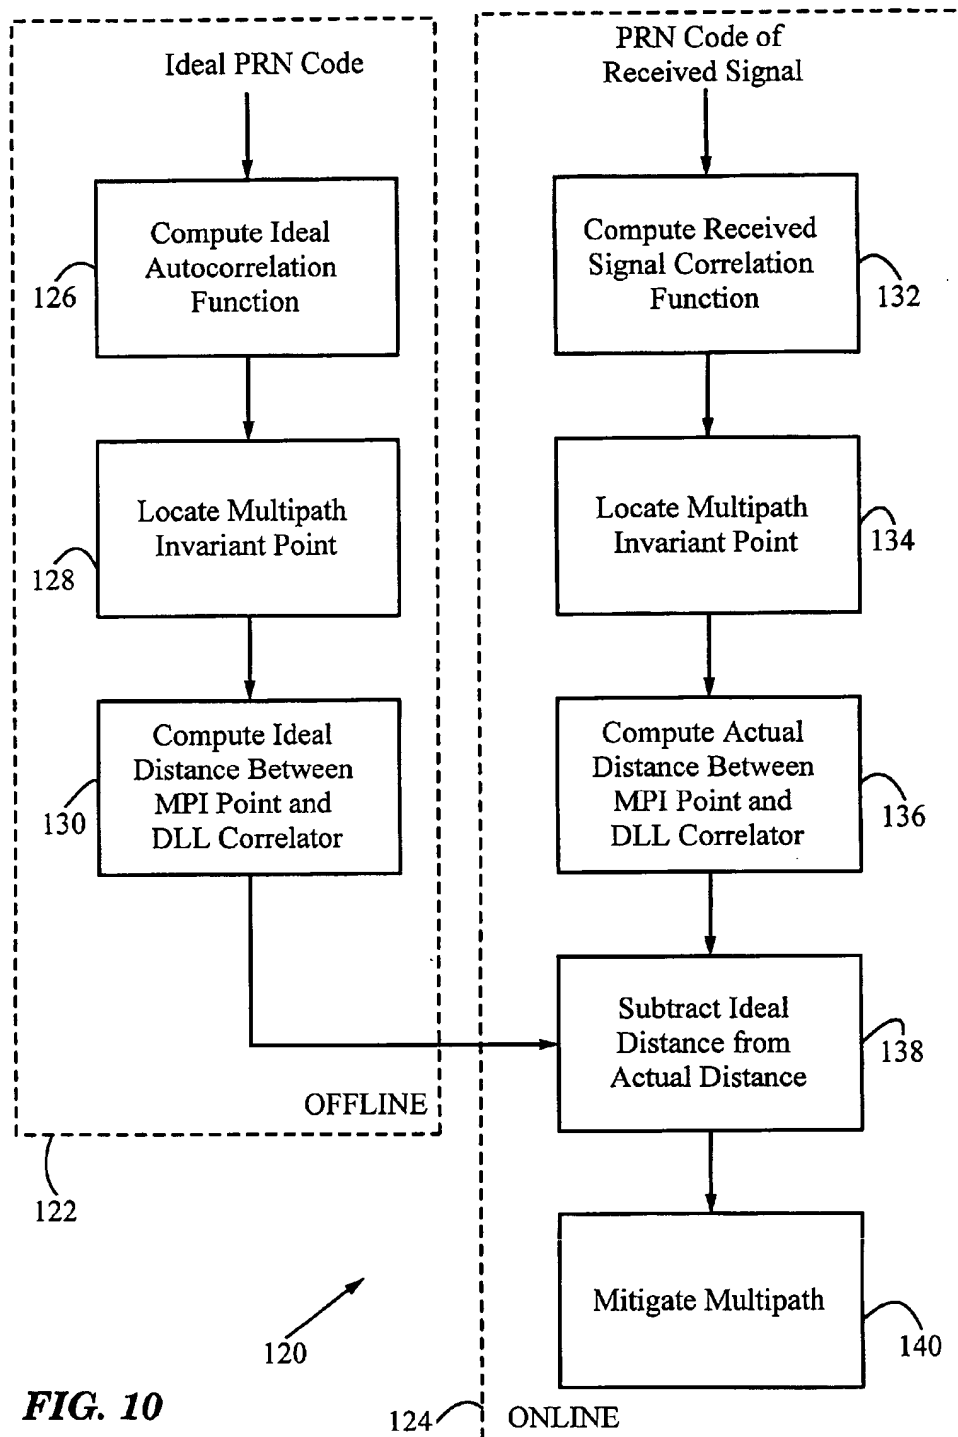 Ideal PRN Code
Compute Ideal
Autocorrelation
Function
126
Locate Multipath
Invariant Point
128
Compute Ideal
Distance Between
MPI Point and
DLL Correlator
130
OFFLINE
122
PRN Code of
Received Signal
Compute Received
Signal Correlation
Function
132
Locate Multipath
Invariant Point
134
Compute Actual
Distance Between
MPI Point and
DLL Correlator
136
Subtract Ideal
Distance from
Actual Distance
138
Mitigate Multipath
140
120
124
ONLINE
FIG. 10